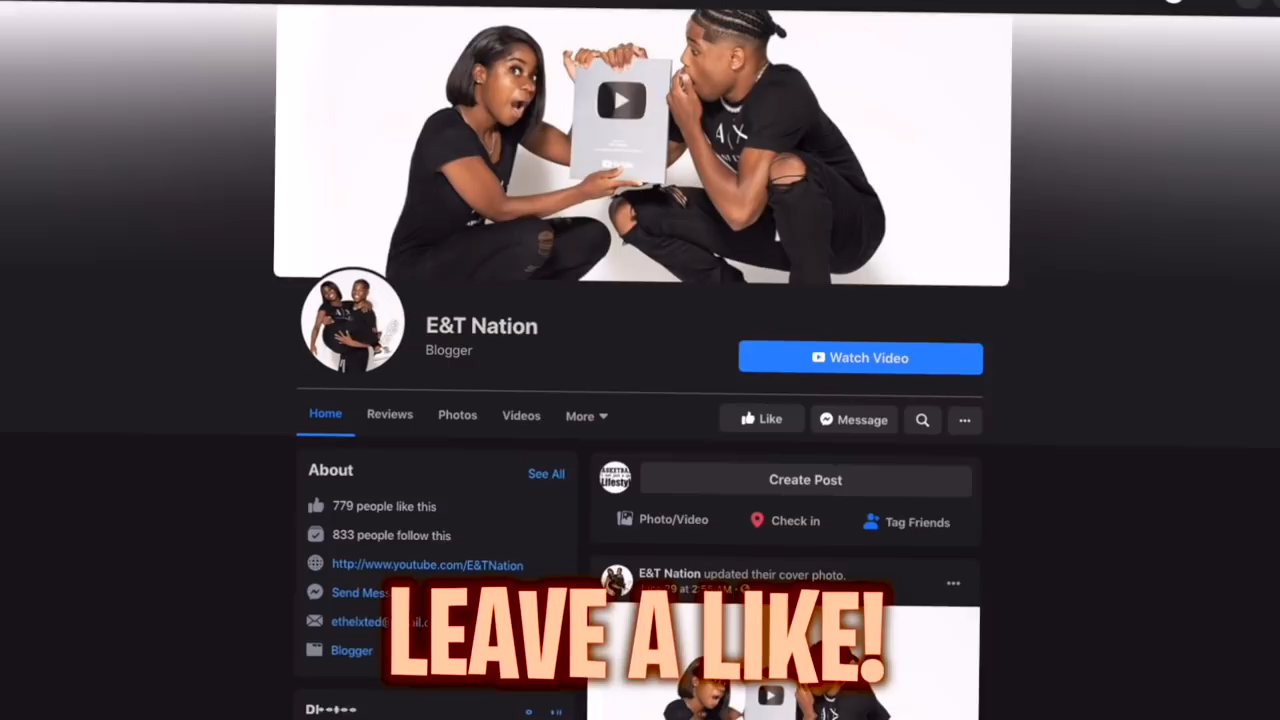 E&T Nation
Blogger
Watch Video
Home
Reviews
Photos
Videos
More
Like
Message
About
See All
779 people like this
833 people follow this
http://www.youtube.com/E&TNation
Send
Blogger
Create Post
Photo/Video
Check in
Tag Friends
E&T Nation updated their cover photo.
LEAVE A LIKE!